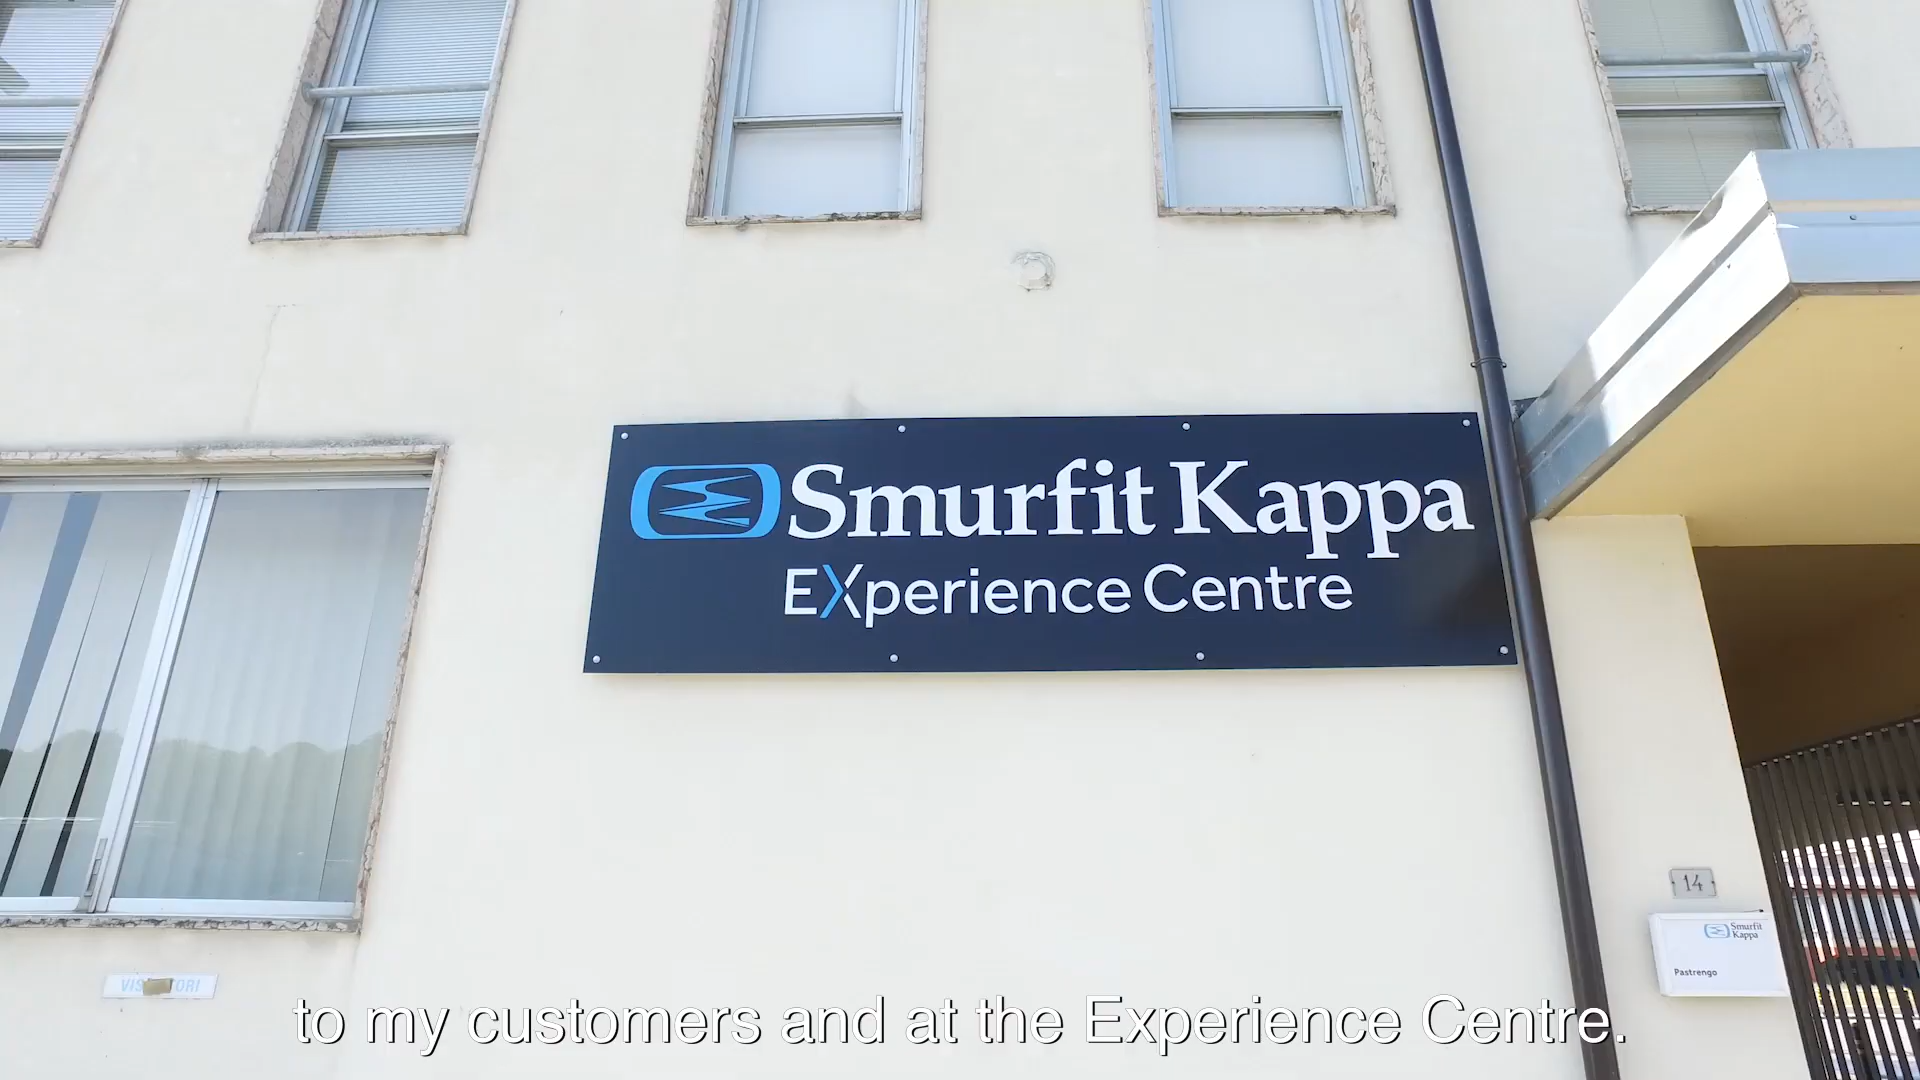 Smurfit Kappa
EXperience Centre
14
Smurfit
Kappa
Pastrengo
to my customers and at the Experience Centre.